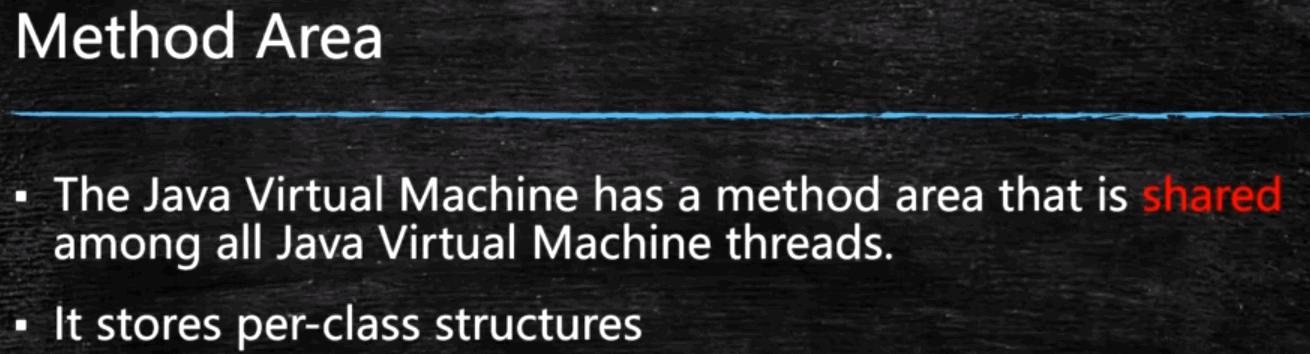 Method Area
▪ The Java Virtual Machine has a method area that is shared
among all Java Virtual Machine threads.
▪ It stores per-class structures